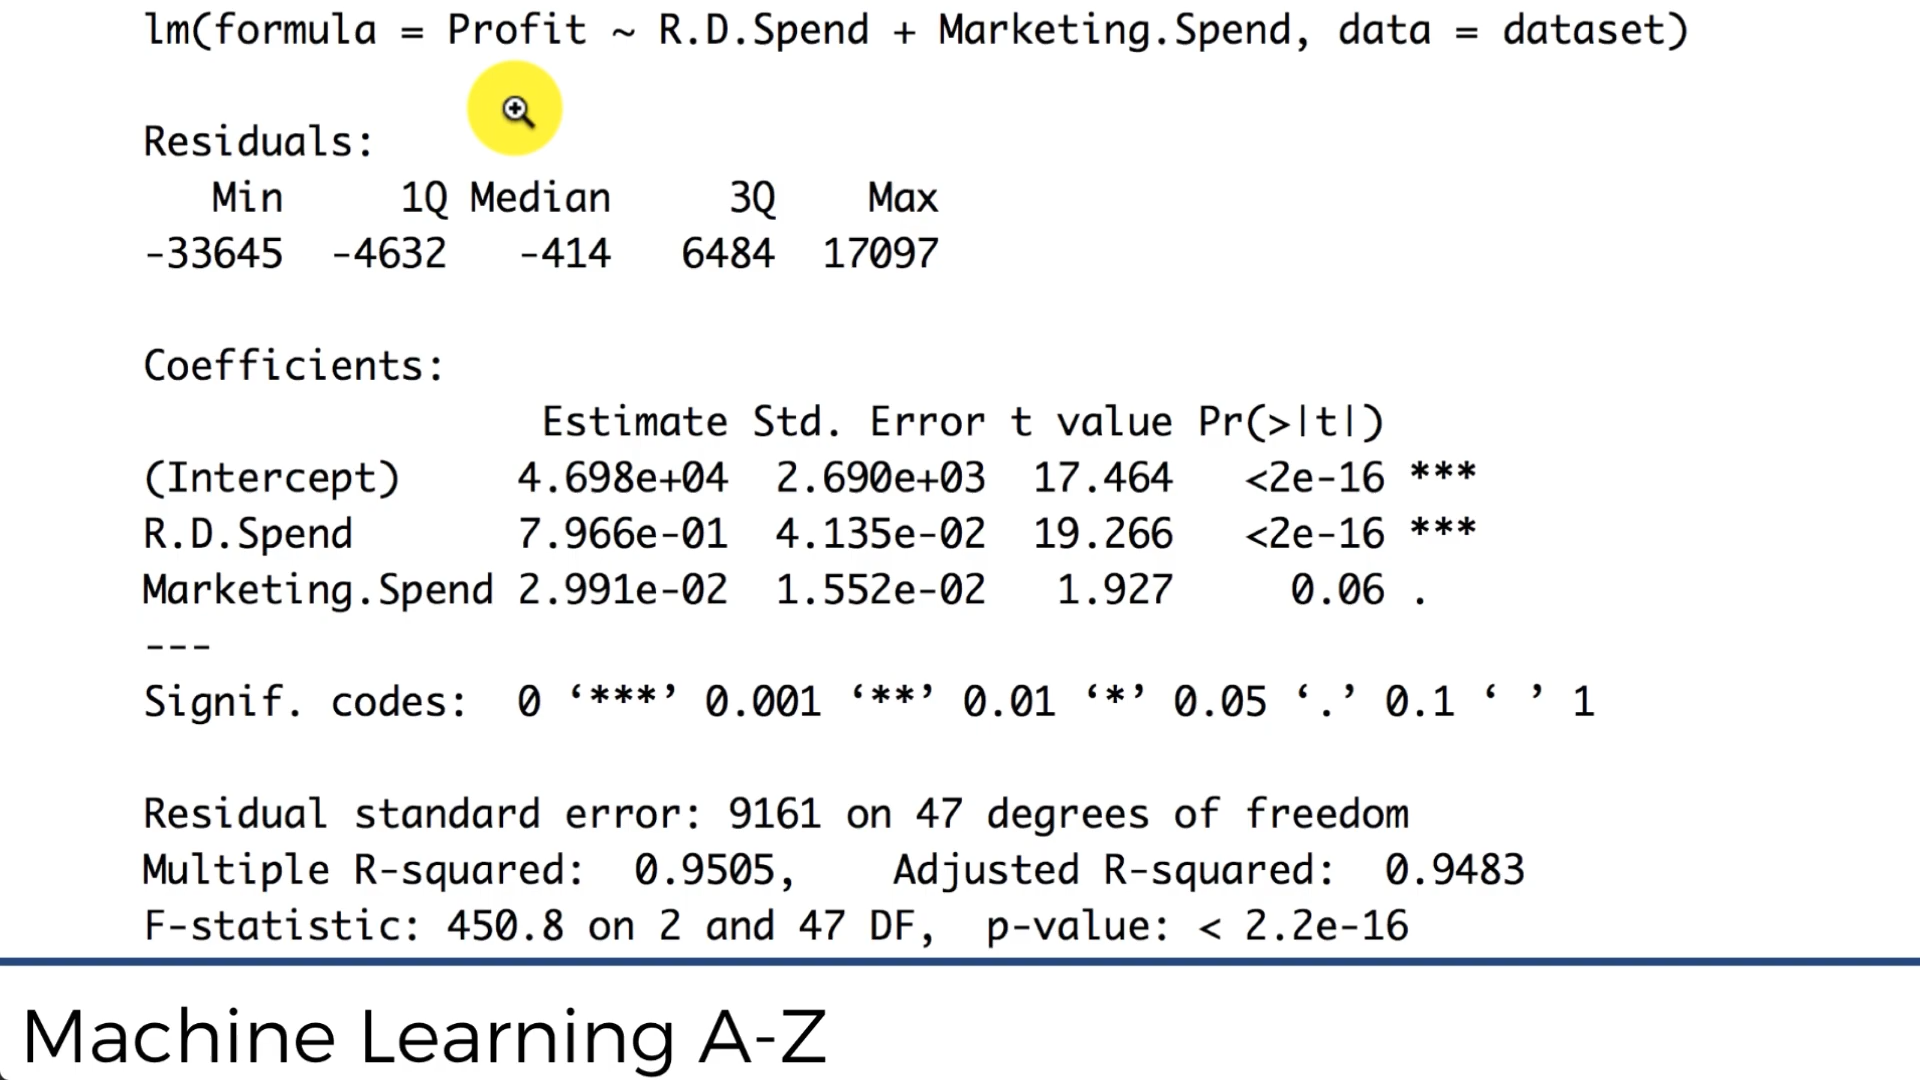 lm(formula = Profit ~ R.D.Spend + Marketing.Spend, data = dataset)
Residuals:
Min 1Q Median 3Q Max
-33645 -4632 -414 6484 17097
Coefficients:
Estimate Std. Error t value Pr(>|t|)
(Intercept) 4.698e+04 2.690e+03 17.464 <2e-16 ***
R.D.Spend 7.966e-01 4.135e-02 19.266 <2e-16 ***
Marketing.Spend 2.991e-02 1.552e-02 1.927 0.06 .
---
Signif. codes: 0 ‘***’ 0.001 ‘**’ 0.01 ‘*’ 0.05 ‘.’ 0.1 ‘ ’ 1
Residual standard error: 9161 on 47 degrees of freedom
Multiple R-squared: 0.9505, Adjusted R-squared: 0.9483
F-statistic: 450.8 on 2 and 47 DF, p-value: < 2.2e-16
Machine Learning A-Z